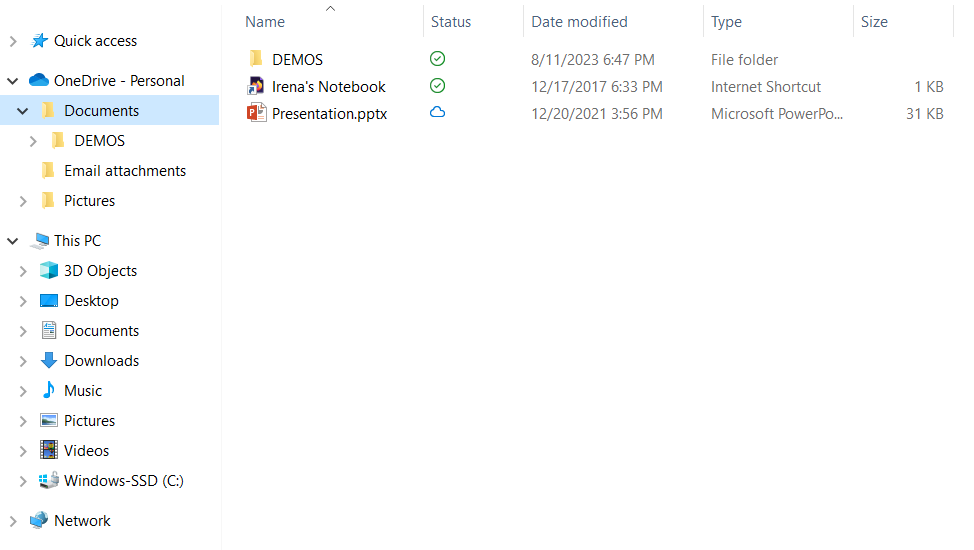 Name Status Date modified Type Size
Quick access
OneDrive - Personal
Documents
DEMOS
Email attachments
Pictures
This PC
3D Objects
Desktop
Documents
Downloads
Music
Pictures
Videos
Windows-SSD (C:)
Network
DEMOS 8/11/2023 6:47 PM File folder
Irena's Notebook 12/17/2017 6:33 PM Internet Shortcut 1 KB
Presentation.pptx 12/20/2021 3:56 PM Microsoft PowerPo... 31 KB